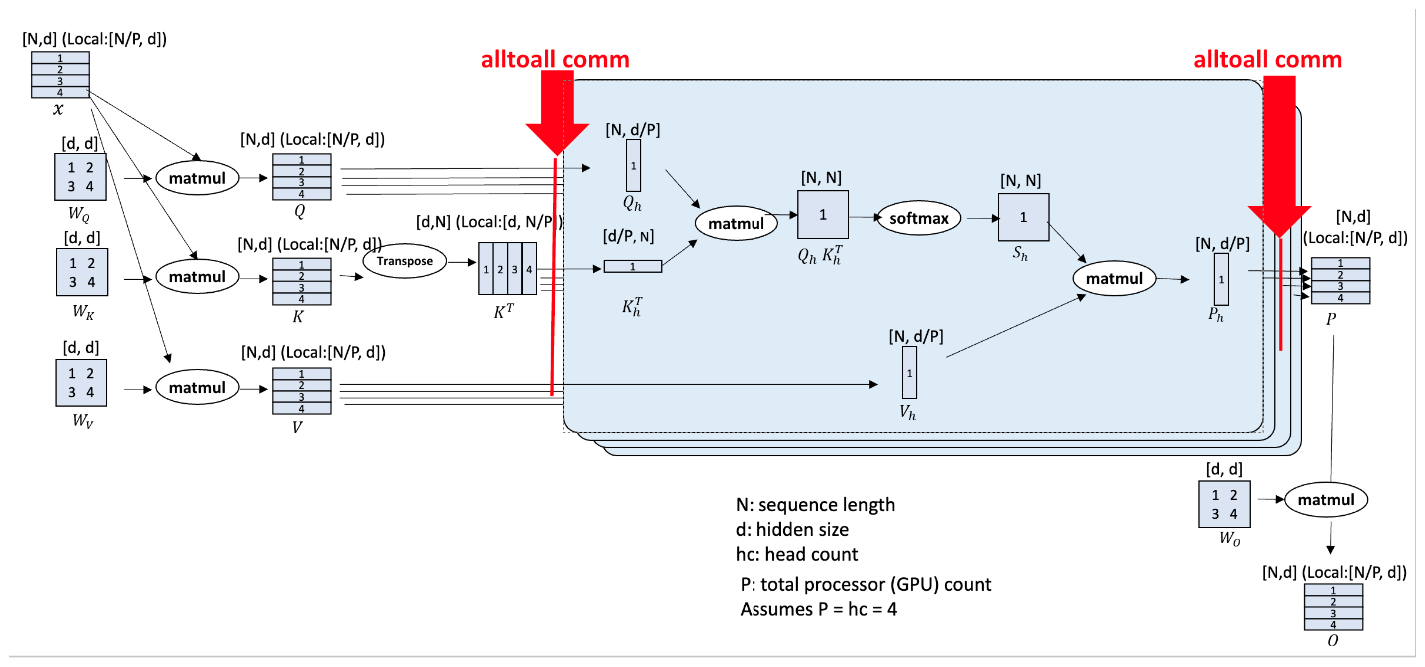 [N,d] (Local:[N/P, d])
1
2
3
4
x
[d, d]
1 2
3 4
W_Q
matmul
[N,d] (Local:[N/P, d])
1
2
3
4
Q
[d, d]
1 2
3 4
W_K
matmul
[N,d] (Local:[N/P, d])
1
2
3
4
K
Transpose
[d,N] (Local:[d, N/P])
1 2 3 4
K^T
[d, d]
1 2
3 4
W_V
matmul
[N,d] (Local:[N/P, d])
1
2
3
4
V
alltoall comm
[N, d/P]
1
Q_h
[d/P, N]
1
K_h^T
matmul
[N, N]
1
Q_h K_h^T
softmax
[N, N]
1
S_h
[N, d/P]
1
V_h
matmul
[N, d/P]
1
P_h
alltoall comm
[N,d]
(Local:[N/P, d])
1
2
3
4
P
[d, d]
1 2
3 4
W_O
matmul
[N,d] (Local:[N/P, d])
1
2
3
4
O
N: sequence length
d: hidden size
hc: head count
P: total processor (GPU) count
Assumes P = hc = 4